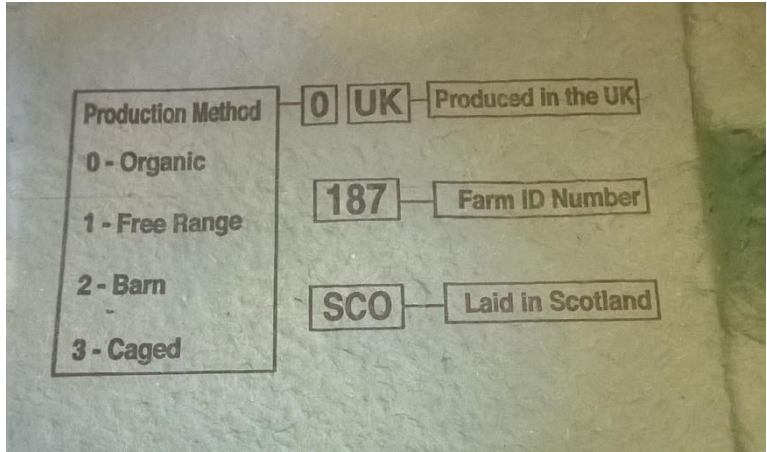 Production Method
0 - Organic
1 - Free Range
2 - Barn
3 - Caged
0 UK Produced in the UK
187 Farm ID Number
SCO Laid in Scotland